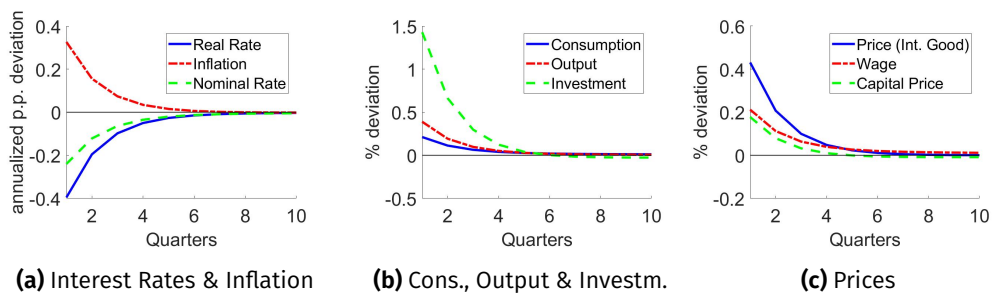 annualized p.p. deviation
0.4
0.2
0
-0.2
-0.4
Real Rate
Inflation
Nominal Rate
2 4 6 8 10
Quarters
(a) Interest Rates & Inflation
% deviation
1.5
1
0.5
0
-0.5
Consumption
Output
Investment
2 4 6 8 10
Quarters
(b) Cons., Output & Investm.
% deviation
0.6
0.4
0.2
0
-0.2
Price (Int. Good)
Wage
Capital Price
2 4 6 8 10
Quarters
(c) Prices